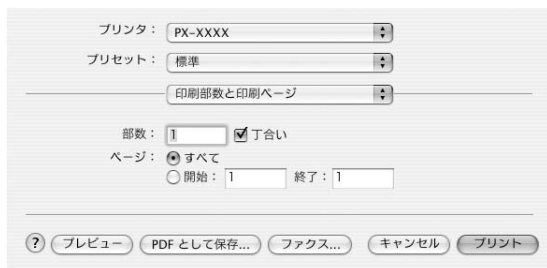 プリンタ： PX-XXXX
プリセット： 標準
印刷部数と印刷ページ
部数： 1 丁合い
ページ： すべて
開始： 1 終了： 1
? プレビュー PDF として保存... ファクス... キャンセル プリント